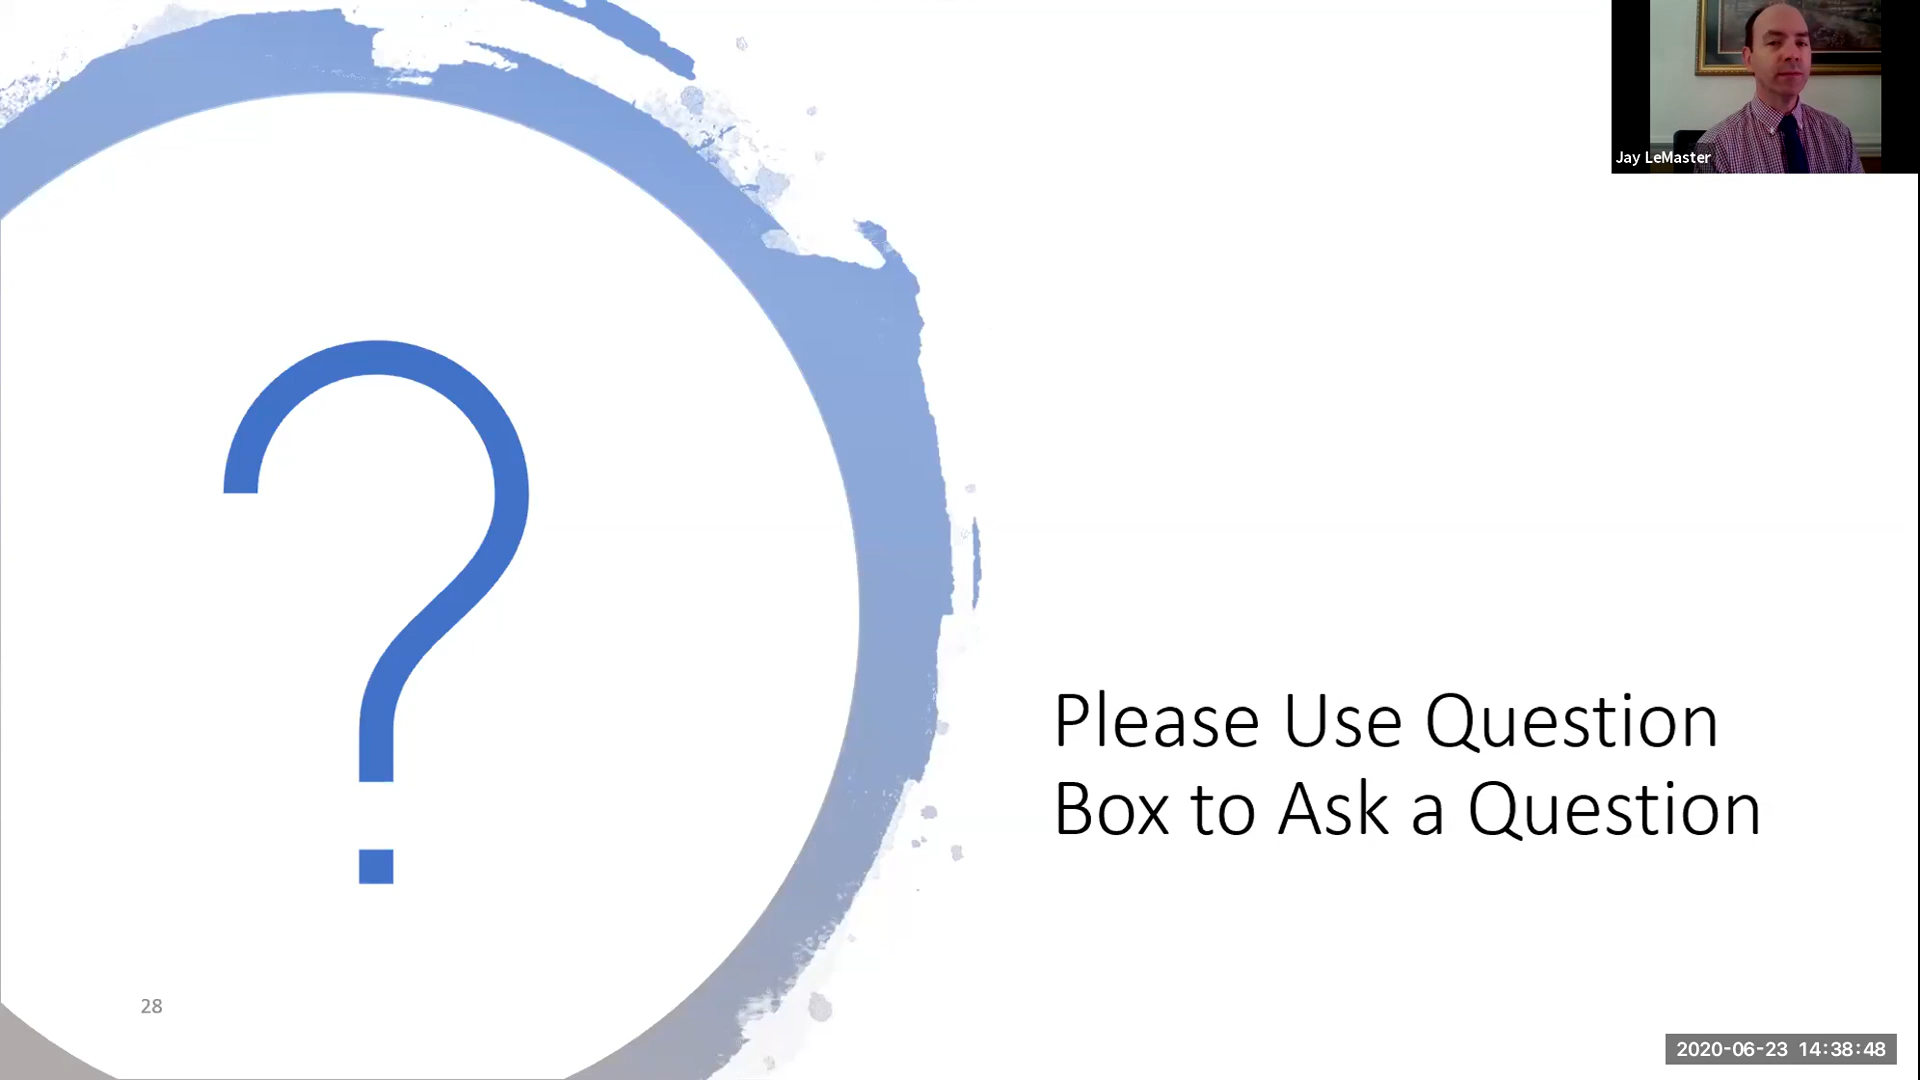 Jay LeMaster
?
Please Use Question
Box to Ask a Question
28
2020-06-23 14:38:48